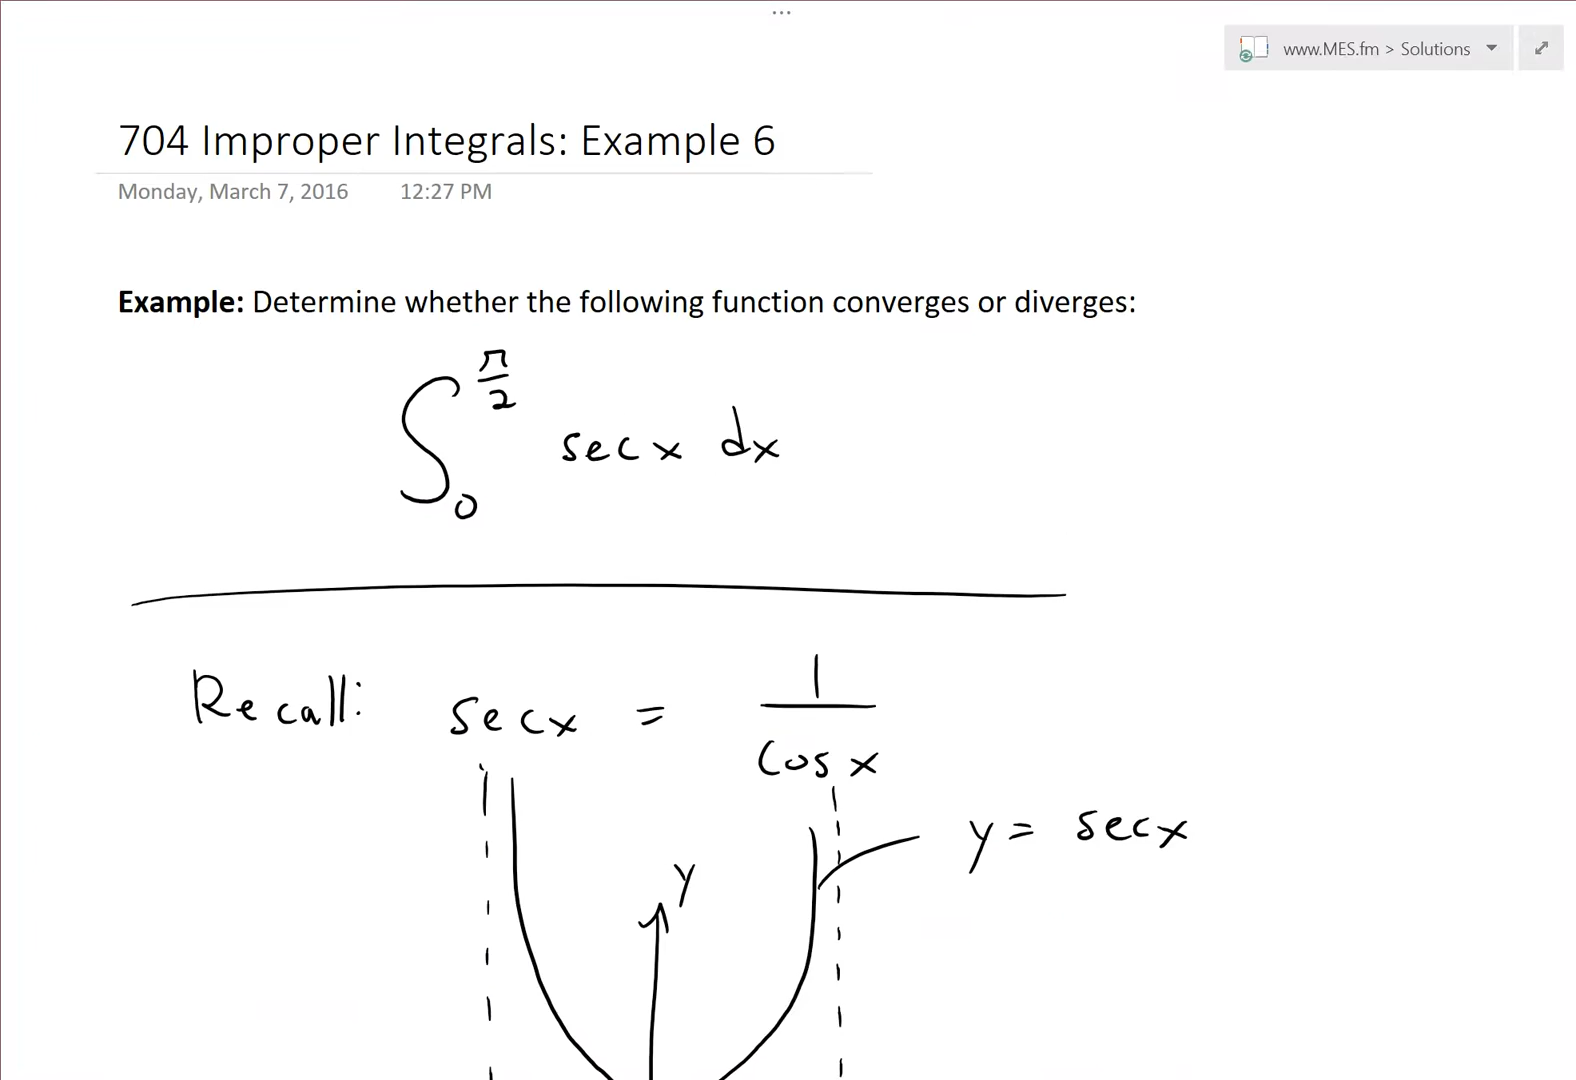 ...
www.MES.fm > Solutions
704 Improper Integrals: Example 6
Monday, March 7, 2016 12:27 PM
Example: Determine whether the following function converges or diverges:
∫₀^(π/2) sec x dx
Recall: sec x = 1/cos x
y = sec x
y